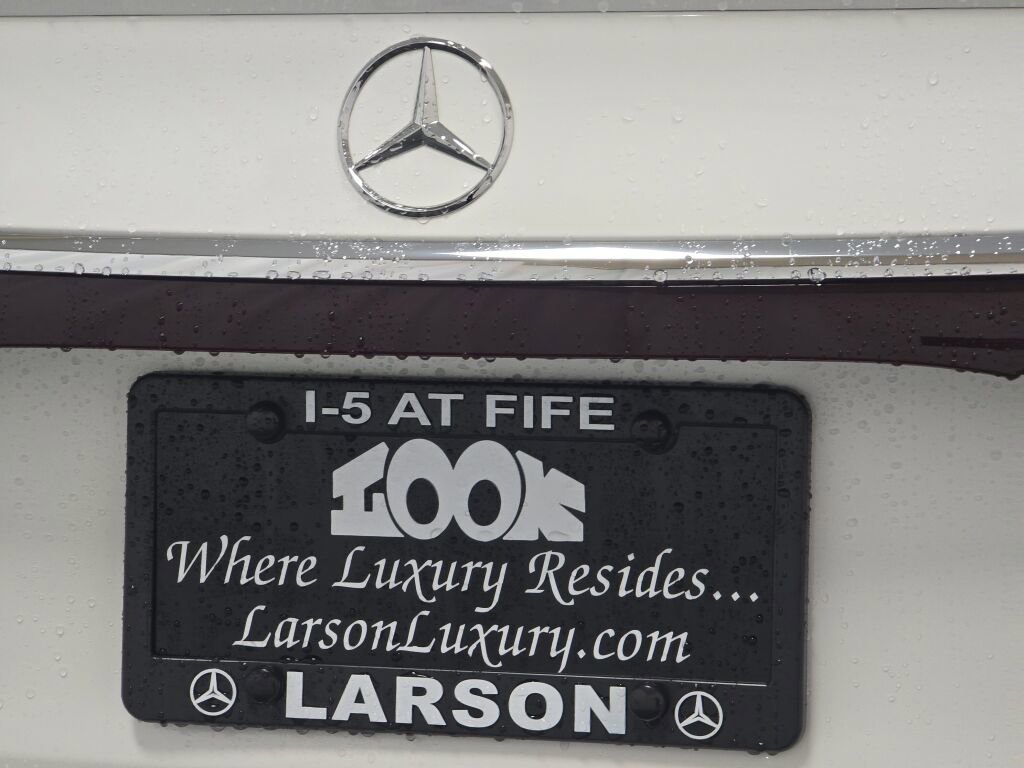 I-5 AT FIFE
LOOK
Where Luxury Resides...
LarsonLuxury.com
LARSON